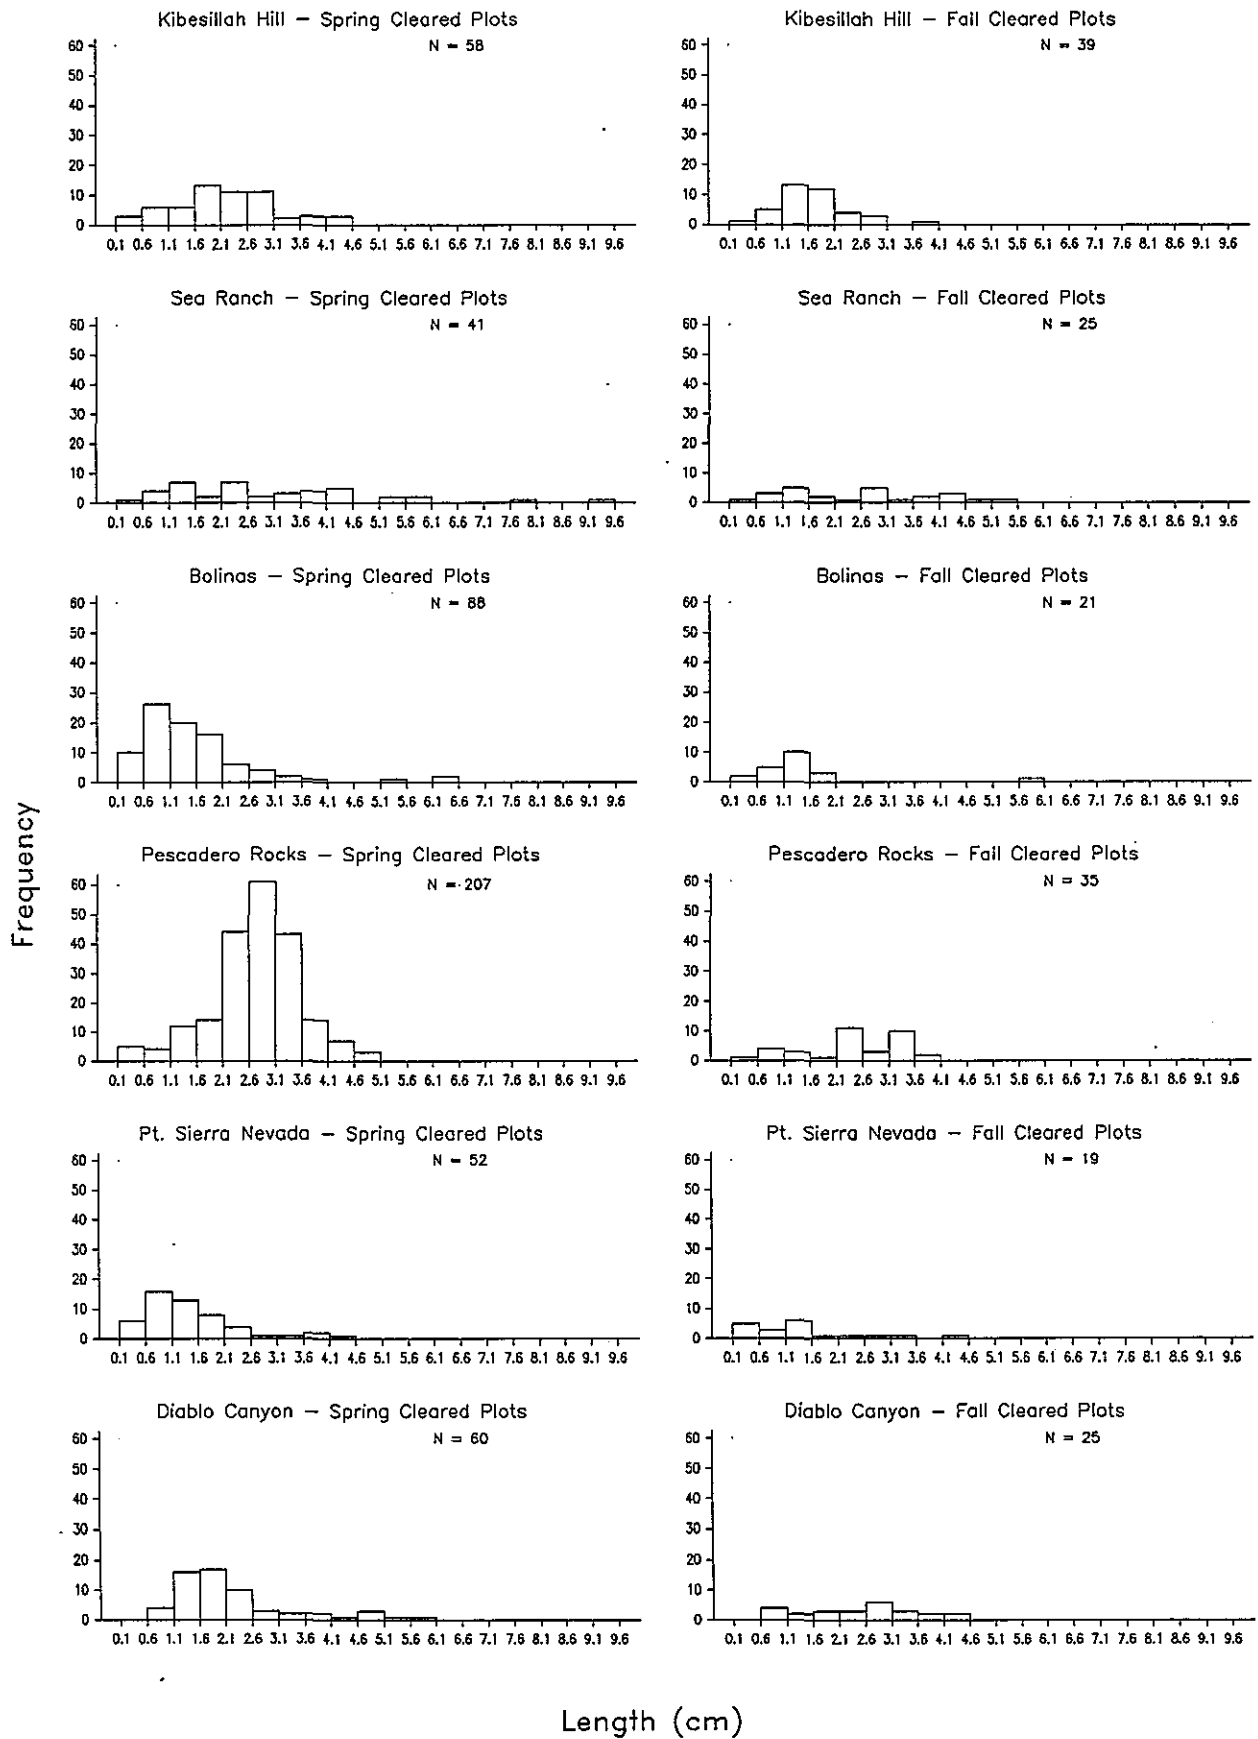 Kibesillah Hill — Spring Cleared Plots
N = 58
60
50
40
30
20
10
0
0.1 0.6 1.1 1.6 2.1 2.6 3.1 3.6 4.1 4.6 5.1 5.6 6.1 6.6 7.1 7.6 8.1 8.6 9.1 9.6
Kibesillah Hill — Fall Cleared Plots
N = 39
60
50
40
30
20
10
0
0.1 0.6 1.1 1.6 2.1 2.6 3.1 3.6 4.1 4.6 5.1 5.6 6.1 6.6 7.1 7.6 8.1 8.6 9.1 9.6
Sea Ranch — Spring Cleared Plots
N = 41
60
50
40
30
20
10
0
0.1 0.6 1.1 1.6 2.1 2.6 3.1 3.6 4.1 4.6 5.1 5.6 6.1 6.6 7.1 7.6 8.1 8.6 9.1 9.6
Sea Ranch — Fall Cleared Plots
N = 25
60
50
40
30
20
10
0
0.1 0.6 1.1 1.6 2.1 2.6 3.1 3.6 4.1 4.6 5.1 5.6 6.1 6.6 7.1 7.6 8.1 8.6 9.1 9.6
Bolinas — Spring Cleared Plots
N = 88
60
50
40
30
20
10
0
0.1 0.6 1.1 1.6 2.1 2.6 3.1 3.6 4.1 4.6 5.1 5.6 6.1 6.6 7.1 7.6 8.1 8.6 9.1 9.6
Bolinas — Fall Cleared Plots
N = 21
60
50
40
30
20
10
0
0.1 0.6 1.1 1.6 2.1 2.6 3.1 3.6 4.1 4.6 5.1 5.6 6.1 6.6 7.1 7.6 8.1 8.6 9.1 9.6
Frequency
Pescadero Rocks — Spring Cleared Plots
N = 207
60
50
40
30
20
10
0
0.1 0.6 1.1 1.6 2.1 2.6 3.1 3.6 4.1 4.6 5.1 5.6 6.1 6.6 7.1 7.6 8.1 8.6 9.1 9.6
Pescadero Rocks — Fall Cleared Plots
N = 35
60
50
40
30
20
10
0
0.1 0.6 1.1 1.6 2.1 2.6 3.1 3.6 4.1 4.6 5.1 5.6 6.1 6.6 7.1 7.6 8.1 8.6 9.1 9.6
Pt. Sierra Nevada — Spring Cleared Plots
N = 52
60
50
40
30
20
10
0
0.1 0.6 1.1 1.6 2.1 2.6 3.1 3.6 4.1 4.6 5.1 5.6 6.1 6.6 7.1 7.6 8.1 8.6 9.1 9.6
Pt. Sierra Nevada — Fall Cleared Plots
N = 19
60
50
40
30
20
10
0
0.1 0.6 1.1 1.6 2.1 2.6 3.1 3.6 4.1 4.6 5.1 5.6 6.1 6.6 7.1 7.6 8.1 8.6 9.1 9.6
Diablo Canyon — Spring Cleared Plots
N = 60
60
50
40
30
20
10
0
0.1 0.6 1.1 1.6 2.1 2.6 3.1 3.6 4.1 4.6 5.1 5.6 6.1 6.6 7.1 7.6 8.1 8.6 9.1 9.6
Diablo Canyon — Fall Cleared Plots
N = 25
60
50
40
30
20
10
0
0.1 0.6 1.1 1.6 2.1 2.6 3.1 3.6 4.1 4.6 5.1 5.6 6.1 6.6 7.1 7.6 8.1 8.6 9.1 9.6
Length (cm)